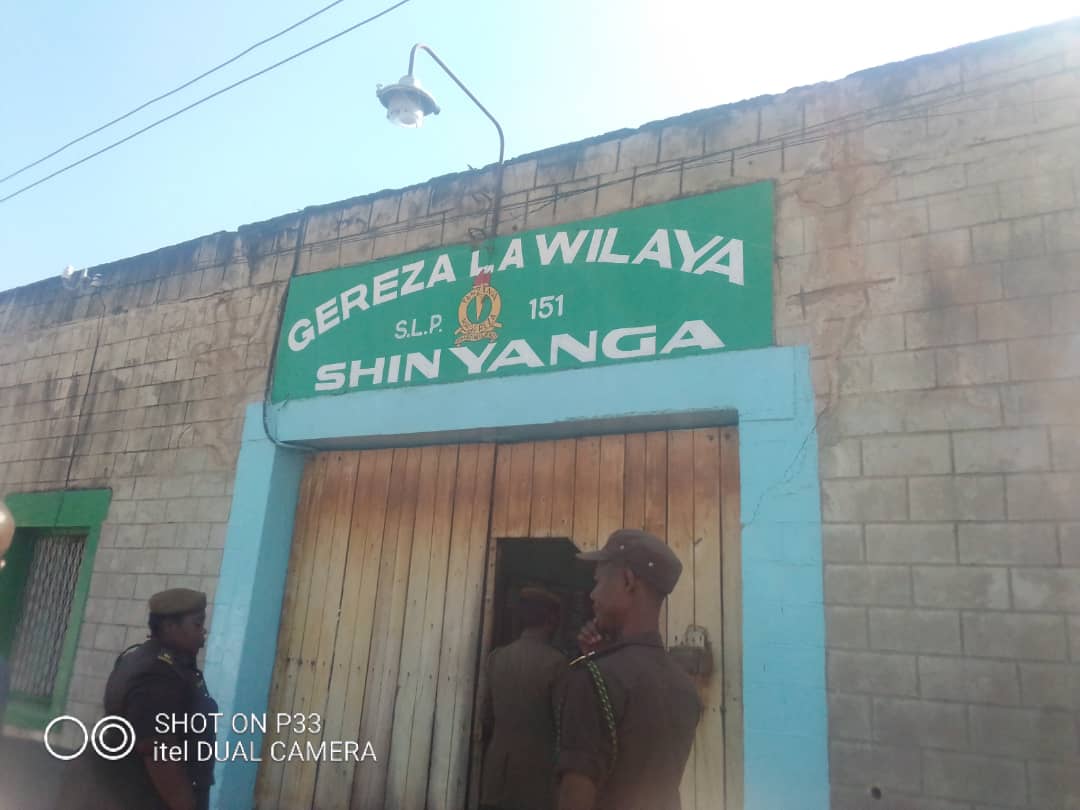 GEREZA LA WILAYA
S.L.P. 151
SHINYANGA
SHOT ON P33
itel DUAL CAMERA